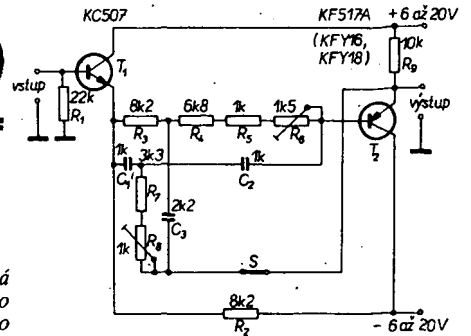 KC507
KF517A
(KFY16,
KFY18)
+ 6 až 20V
T1
10k
R9
vstup
22k
R1
8k2
R3
6k8
R4
1k
R5
1k5
R6
výstup
T2
1k
C1
3k3
R7
1k
C2
2k2
C3
1k
R8
S
8k2
R2
- 6 až 20V
á
o
o